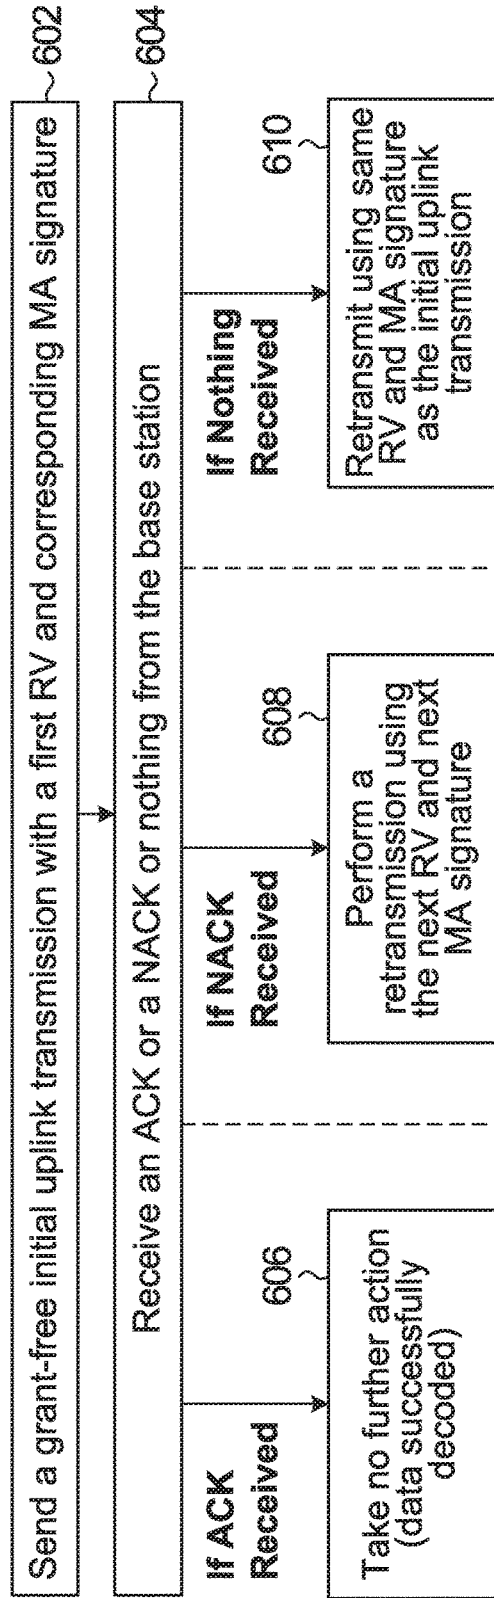 Send a grant-free initial uplink transmission with a first RV and corresponding MA signature
602
Receive an ACK or a NACK or nothing from the base station
604
If ACK
Received
606
Take no further action
(data successfully
decoded)
If NACK
Received
608
Perform a
retransmission using
the next RV and next
MA signature
If Nothing
Received
610
Retransmit using same
RV and MA signature
as the initial uplink
transmission